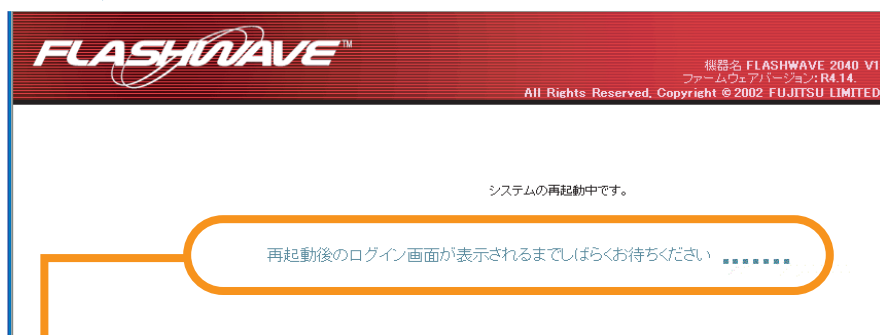 FLASHWAVE™
機器名 FLASHWAVE 2040 V1
ファームウェアバージョン:R4.14.
All Rights Reserved, Copyright © 2002 FUJITSU LIMITED
システムの再起動中です。
再起動後のログイン画面が表示されるまでしばらくお待ちください .......